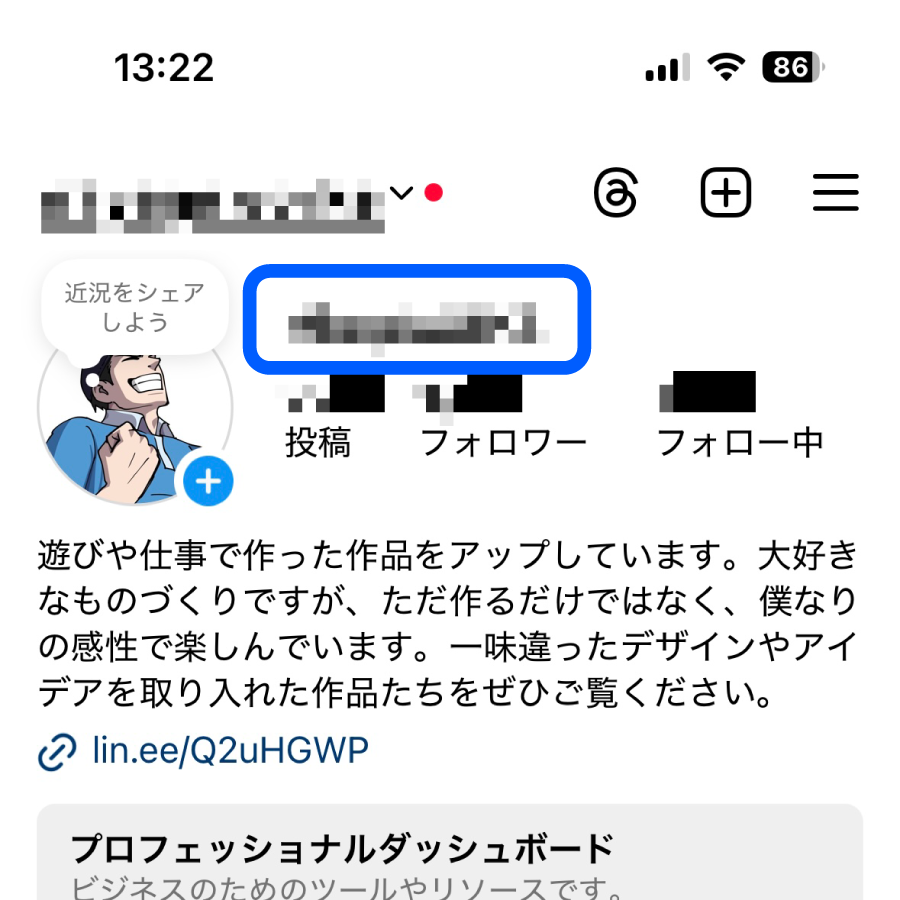 13:22
86
近況をシェア
しよう
投稿
フォロワー
フォロー中
遊びや仕事で作った作品をアップしています。大好き
なものづくりですが、ただ作るだけではなく、僕なり
の感性で楽しんでいます。一味違ったデザインやアイ
デアを取り入れた作品たちをぜひご覧ください。
lin.ee/Q2uHGWP
プロフェッショナルダッシュボード
ビジネスのためのツールやリソースです。